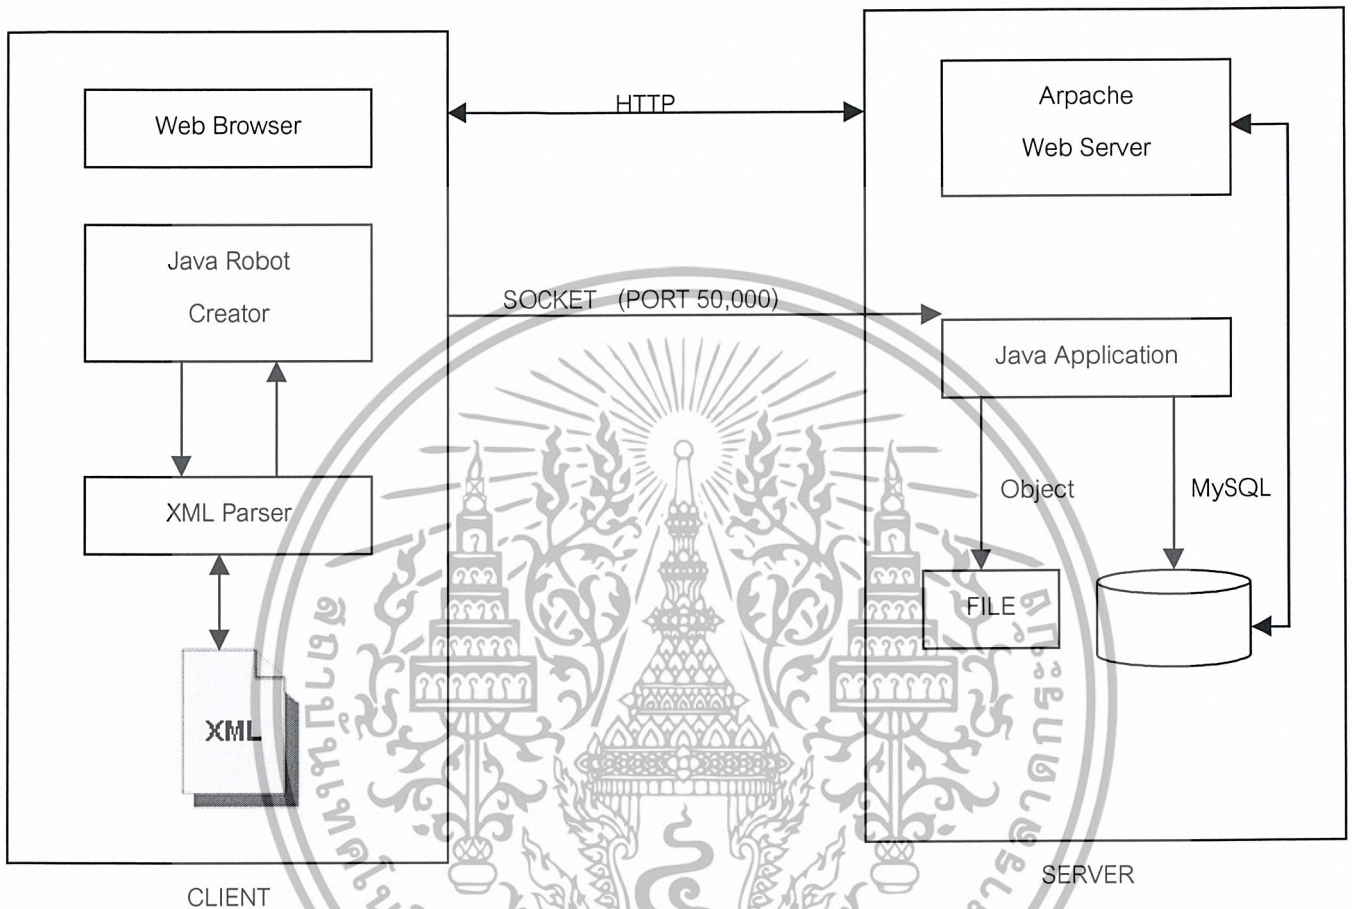 HTTP
Web Browser
Arpache
Web Server
Java Robot
Creator
SOCKET (PORT 50,000)
Java Application
XML Parser
Object
MySQL
FILE
XML
CLIENT
SERVER